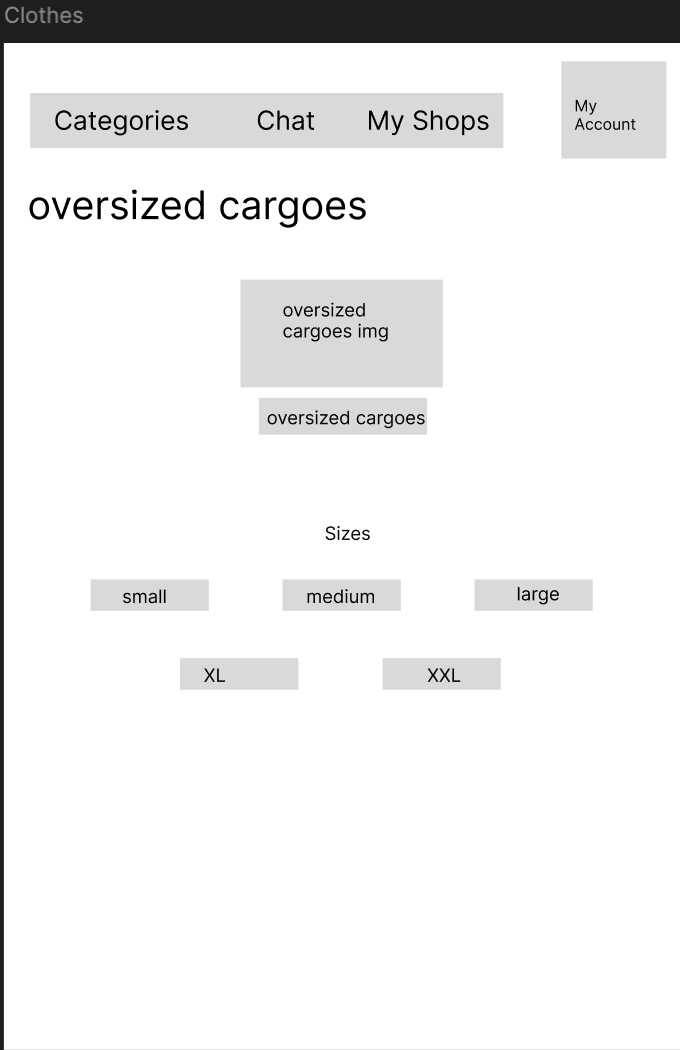 Clothes
Categories Chat My Shops
My
Account
oversized cargoes
oversized
cargoes img
oversized cargoes
Sizes
small medium large
XL XXL